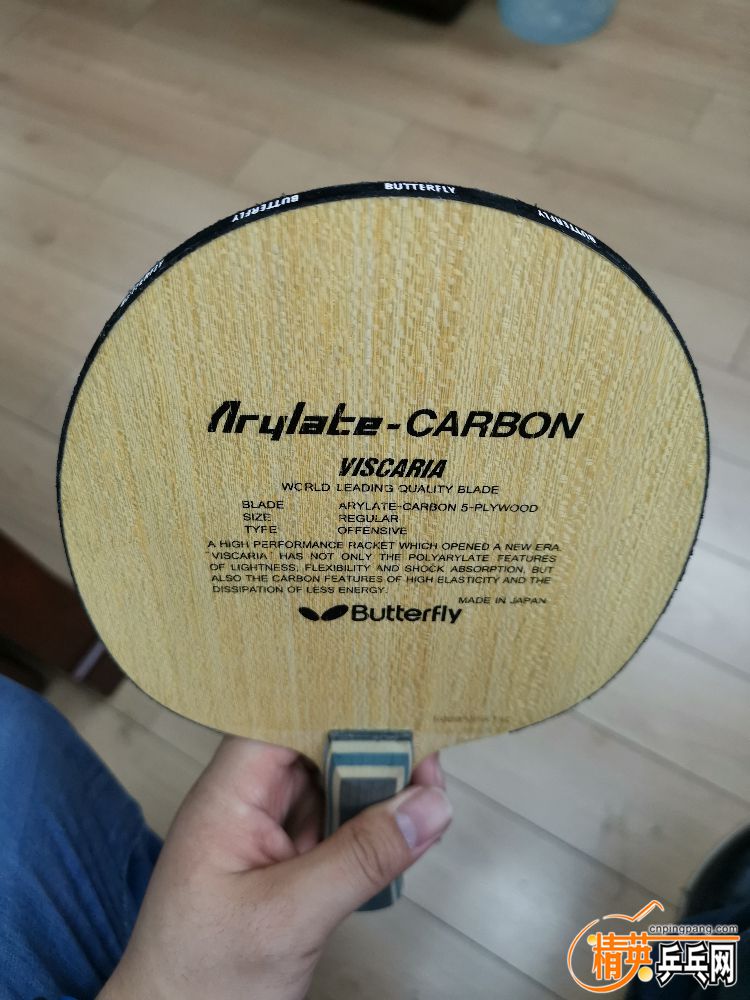 BUTTERFLY
BUTTERFLY
BUTTERFLY
Arylate-CARBON
VISCARIA
WORLD LEADING QUALITY BLADE
BLADE ARYLATE-CARBON 5-PLYWOOD
SIZE REGULAR
TYPE OFFENSIVE
A HIGH PERFORMANCE RACKET WHICH OPENED A NEW ERA.
"VISCARIA" HAS NOT ONLY THE POLYARYLATE FEATURES
OF LIGHTNESS, FLEXIBILITY AND SHOCK ABSORPTION, BUT
ALSO THE CARBON FEATURES OF HIGH ELASTICITY AND THE
DISSIPATION OF LESS ENERGY.
MADE IN JAPAN
Butterfly
cnpingpang.com
精英乒乓网